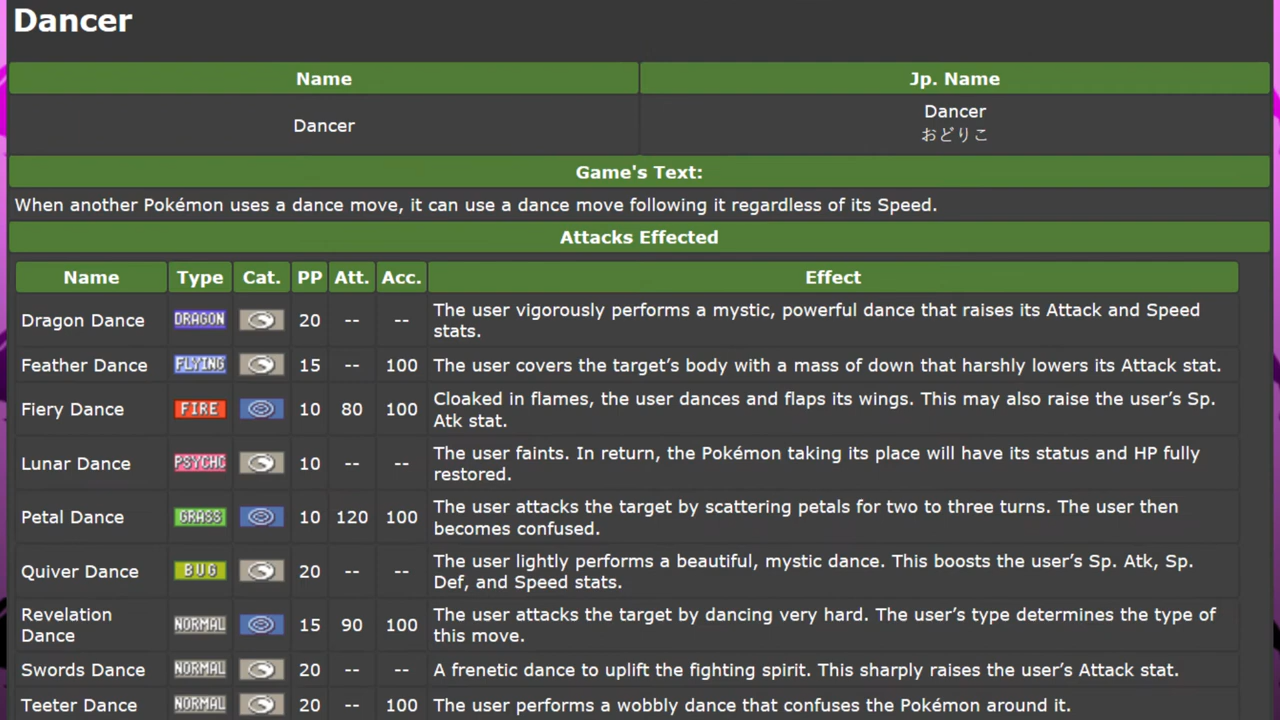 Dancer
Name Jp. Name
Dancer Dancer
おどりこ
Game's Text:
When another Pokémon uses a dance move, it can use a dance move following it regardless of its Speed.
Attacks Effected
Name Type Cat. PP Att. Acc. Effect
Dragon Dance DRAGON 20 -- -- The user vigorously performs a mystic, powerful dance that raises its Attack and Speed
stats.
Feather Dance FLYING 15 -- 100 The user covers the target’s body with a mass of down that harshly lowers its Attack stat.
Fiery Dance FIRE 10 80 100 Cloaked in flames, the user dances and flaps its wings. This may also raise the user’s Sp.
Atk stat.
Lunar Dance PSYCHC 10 -- -- The user faints. In return, the Pokémon taking its place will have its status and HP fully
restored.
Petal Dance GRASS 10 120 100 The user attacks the target by scattering petals for two to three turns. The user then
becomes confused.
Quiver Dance BUG 20 -- -- The user lightly performs a beautiful, mystic dance. This boosts the user’s Sp. Atk, Sp.
Def, and Speed stats.
Revelation
Dance NORMAL 15 90 100 The user attacks the target by dancing very hard. The user’s type determines the type of
this move.
Swords Dance NORMAL 20 -- -- A frenetic dance to uplift the fighting spirit. This sharply raises the user’s Attack stat.
Teeter Dance NORMAL 20 -- 100 The user performs a wobbly dance that confuses the Pokémon around it.